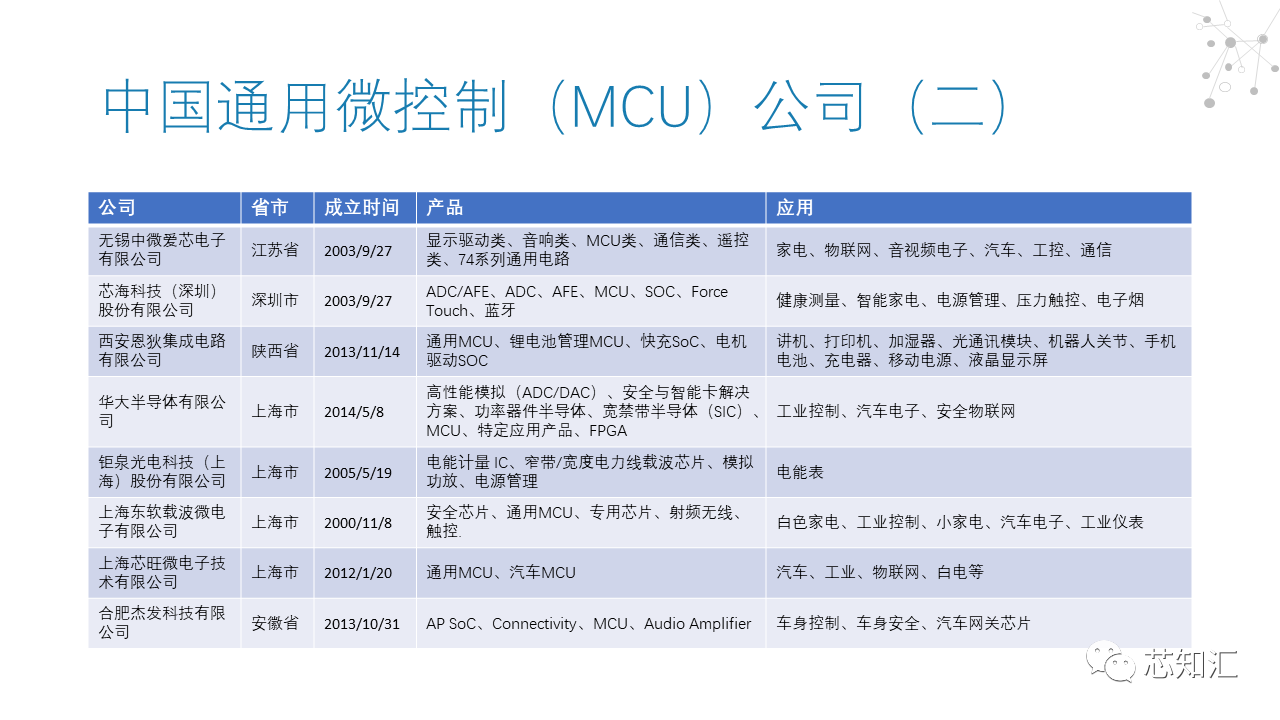 中国通用微控制（MCU）公司（二）
公司 省市 成立时间 产品 应用
无锡中微爱芯电子
有限公司
江苏省
2003/9/27
显示驱动类、音响类、MCU类、通信类、遥控
类、74系列通用电路
家电、物联网、音视频电子、汽车、工控、通信
芯海科技（深圳）
股份有限公司
深圳市
2003/9/27
ADC/AFE、ADC、AFE、MCU、SOC、Force
Touch、蓝牙
健康测量、智能家电、电源管理、压力触控、电子烟
西安恩狄集成电路
有限公司
陕西省
2013/11/14
通用MCU、锂电池管理MCU、快充SoC、电机
驱动SOC
讲机、打印机、加湿器、光通讯模块、机器人关节、手机
电池、充电器、移动电源、液晶显示屏
华大半导体有限公
司
上海市
2014/5/8
高性能模拟（ADC/DAC）、安全与智能卡解决
方案、功率器件半导体、宽禁带半导体（SIC）、
MCU、特定应用产品、FPGA
工业控制、汽车电子、安全物联网
钜泉光电科技（上
海）股份有限公司
上海市
2005/5/19
电能计量 IC、窄带/宽度电力线载波芯片、模拟
功放、电源管理
电能表
上海东软载波微电
子有限公司
上海市
2000/11/8
安全芯片、通用MCU、专用芯片、射频无线、
触控.
白色家电、工业控制、小家电、汽车电子、工业仪表
上海芯旺微电子技
术有限公司
上海市
2012/1/20
通用MCU、汽车MCU
汽车、工业、物联网、白电等
合肥杰发科技有限
公司
安徽省
2013/10/31
AP SoC、Connectivity、MCU、Audio Amplifier
车身控制、车身安全、汽车网关芯片
芯知汇